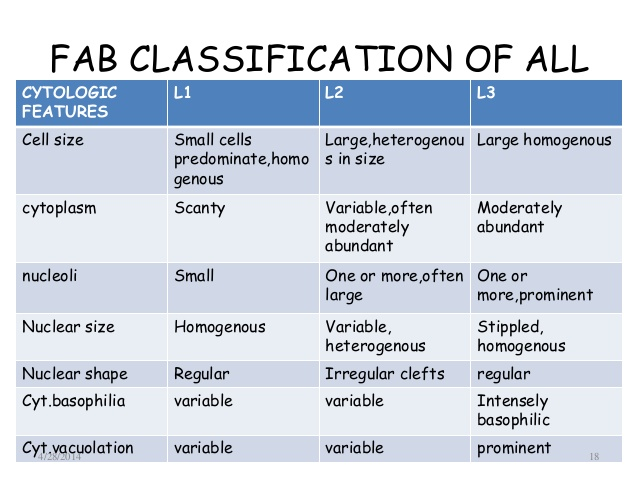 FAB CLASSIFICATION OF ALL
CYTOLOGIC FEATURES L1 L2 L3
Cell size Small cells predominate,homogenous Large,heterogenous in size Large homogenous
cytoplasm Scanty Variable,often moderately abundant Moderately abundant
nucleoli Small One or more,often large One or more,prominent
Nuclear size Homogenous Variable, heterogenous Stippled, homogenous
Nuclear shape Regular Irregular clefts regular
Cyt.basophilia variable variable Intensely basophilic
Cyt.vacuolation variable variable prominent
4/28/2014 18